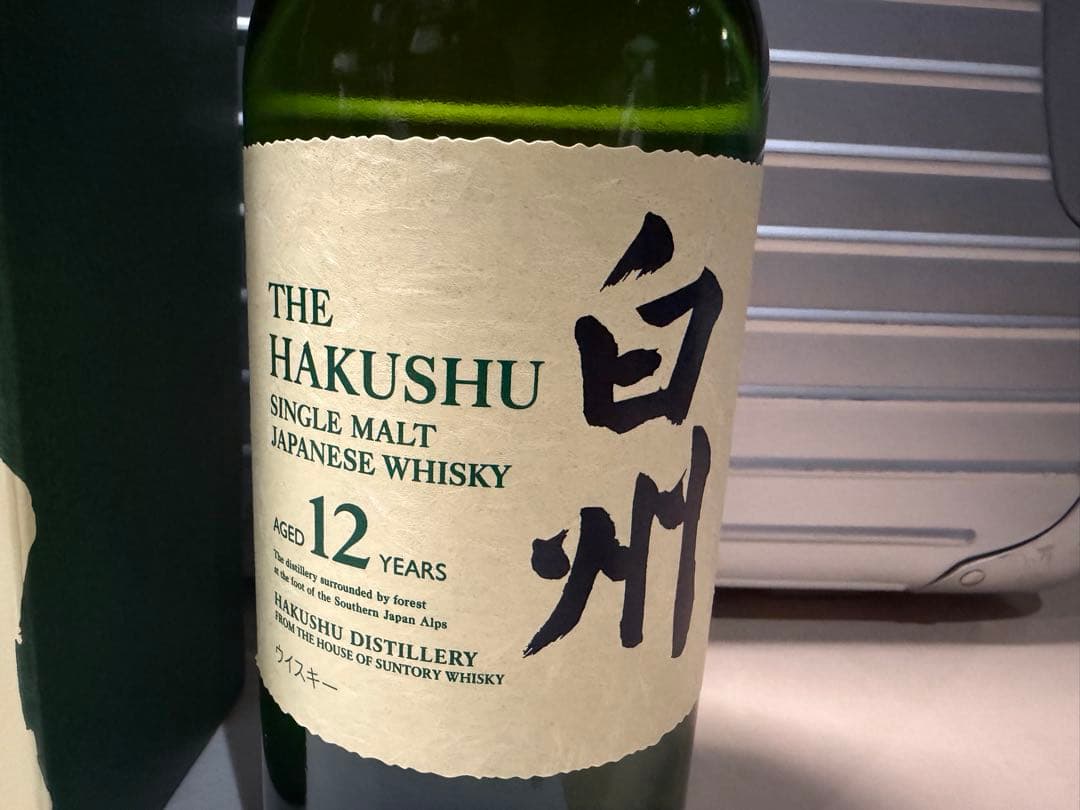 THE
HAKUSHU
SINGLE MALT
JAPANESE WHISKY
AGED 12 YEARS
The distillery surrounded by forest
at the foot of the Southern Japan Alps
HAKUSHU DISTILLERY
FROM THE HOUSE OF SUNTORY WHISKY
ウイスキー
白州